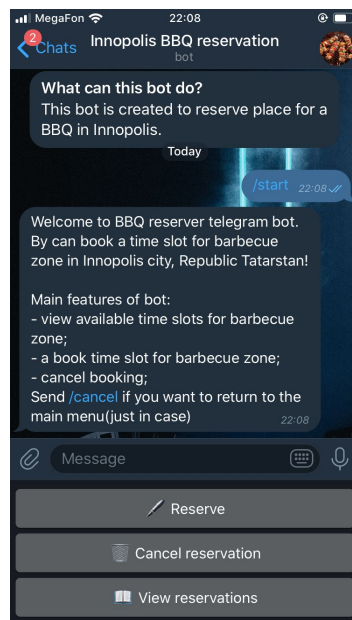 MegaFon 22:08
2
Chats Innopolis BBQ reservation
bot
What can this bot do?
This bot is created to reserve place for a
BBQ in Innopolis.
Today
/start 22:08
Welcome to BBQ reserver telegram bot.
By can book a time slot for barbecue
zone in Innopolis city, Republic Tatarstan!
Main features of bot:
- view available time slots for barbecue
zone;
- a book time slot for barbecue zone;
- cancel booking;
Send /cancel if you want to return to the
main menu(just in case) 22:08
Message
Reserve
Cancel reservation
View reservations